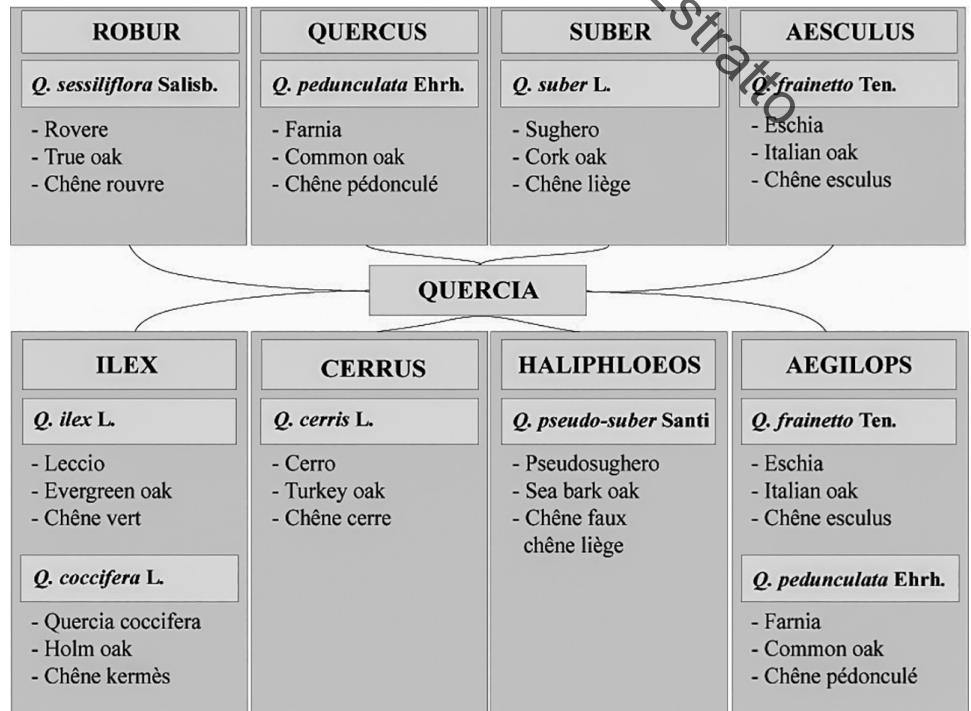 ROBUR
Q. sessiliflora Salisb.
- Rovere
- True oak
- Chêne rouvre
QUERCUS
Q. pedunculata Ehrh.
- Farnia
- Common oak
- Chêne pédonculé
SUBER
Q. suber L.
- Sughero
- Cork oak
- Chêne liège
AESCULUS
Q. frainetto Ten.
- Eschia
- Italian oak
- Chêne esculus
Estratto
QUERCIA
ILEX
Q. ilex L.
- Leccio
- Evergreen oak
- Chêne vert
Q. coccifera L.
- Quercia coccifera
- Holm oak
- Chêne kermès
CERRUS
Q. cerris L.
- Cerro
- Turkey oak
- Chêne cerre
HALIPHLOEOS
Q. pseudo-suber Santi
- Pseudosughero
- Sea bark oak
- Chêne faux
chêne liège
AEGILOPS
Q. frainetto Ten.
- Eschia
- Italian oak
- Chêne esculus
Q. pedunculata Ehrh.
- Farnia
- Common oak
- Chêne pédonculé